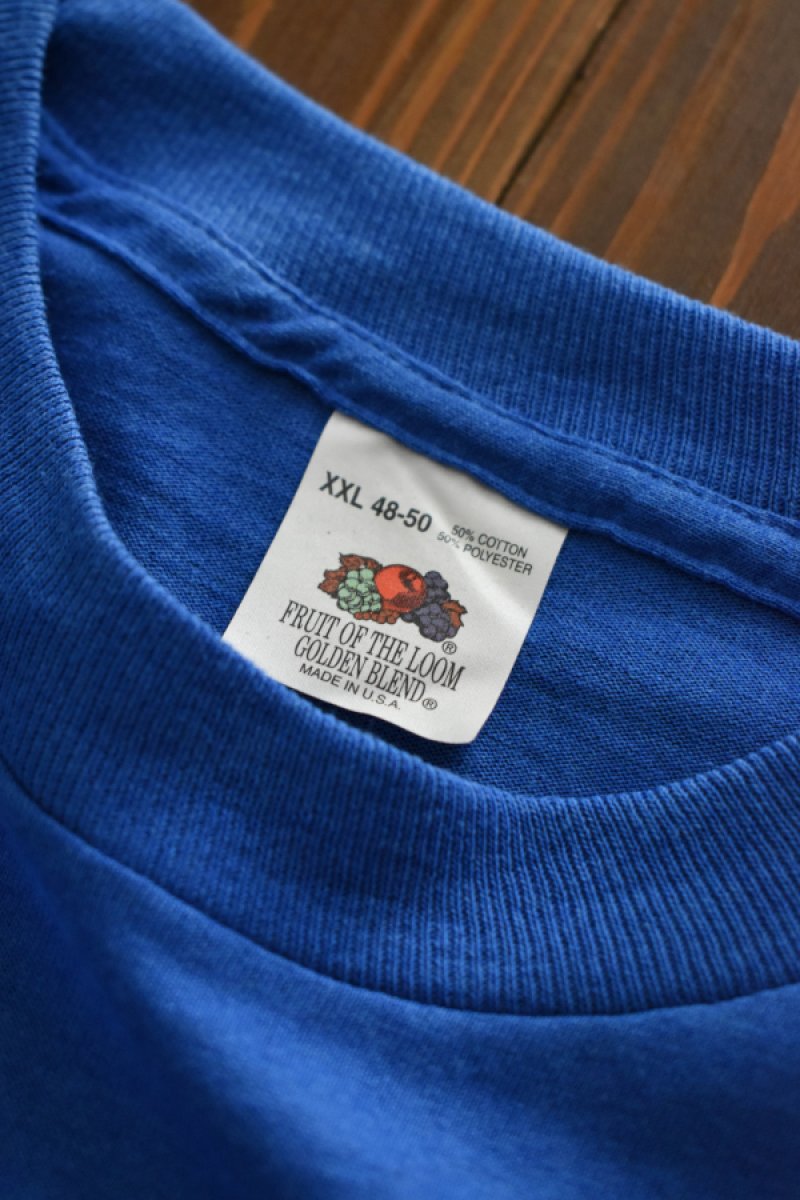 XXL 48-50
50% COTTON
50% POLYESTER
FRUIT OF THE LOOM®
GOLDEN BLEND®
MADE IN U.S.A.